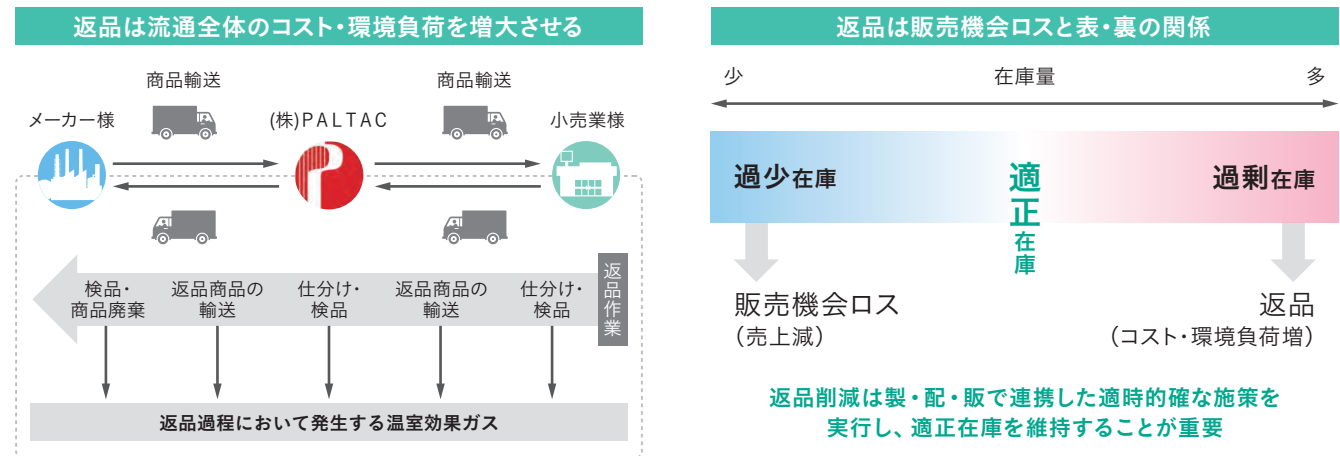 返品は流通全体のコスト・環境負荷を増大させる
商品輸送
商品輸送
メーカー様
(株)PALTAC
小売業様
返品作業
検品・
商品廃棄
返品商品の
輸送
仕分け・
検品
返品商品の
輸送
仕分け・
検品
返品過程において発生する温室効果ガス
返品は販売機会ロスと表・裏の関係
少
在庫量
多
過少在庫
適正在庫
過剰在庫
販売機会ロス
(売上減)
返品
(コスト・環境負荷増)
返品削減は製・配・販で連携した適時的確な施策を
実行し、適正在庫を維持することが重要